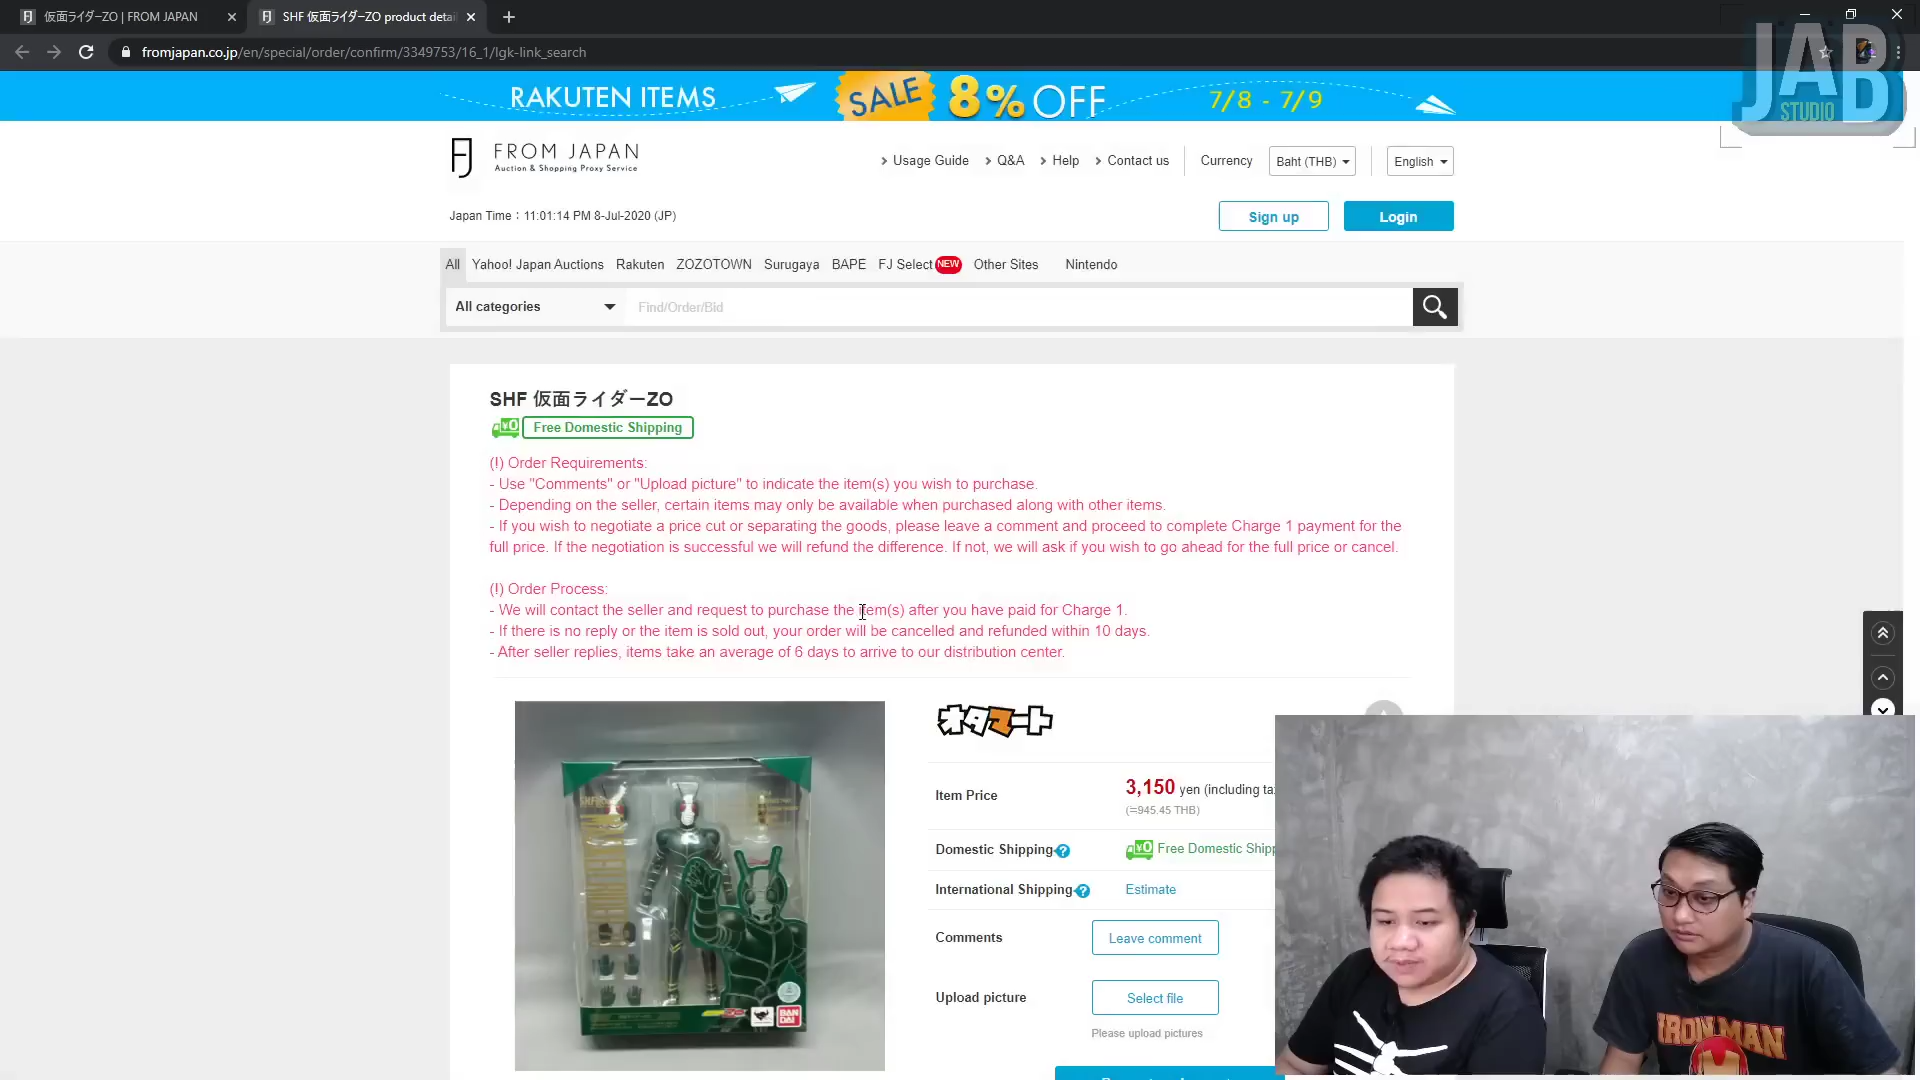 仮面ライダーZO | FROM JAPAN
SHF 仮面ライダーZO product detai
fromjapan.co.jp/en/special/order/confirm/3349753/16_1/lgk-link_search
JAB
STUDIO
RAKUTEN ITEMS SALE 8% OFF 7/8 - 7/9
FROM JAPAN
Auction & Shopping Proxy Service
Usage Guide Q&A Help Contact us Currency Baht (THB) English
Japan Time : 11:01:14 PM 8-Jul-2020 (JP)
Sign up Login
All Yahoo! Japan Auctions Rakuten ZOZOTOWN Surugaya BAPE FJ Select NEW Other Sites Nintendo
All categories Find/Order/Bid
SHF 仮面ライダーZO
¥0 Free Domestic Shipping
(!) Order Requirements:
- Use "Comments" or "Upload picture" to indicate the item(s) you wish to purchase.
- Depending on the seller, certain items may only be available when purchased along with other items.
- If you wish to negotiate a price cut or separating the goods, please leave a comment and proceed to complete Charge 1 payment for the
full price. If the negotiation is successful we will refund the difference. If not, we will ask if you wish to go ahead for the full price or cancel.
(!) Order Process:
- We will contact the seller and request to purchase the item(s) after you have paid for Charge 1.
- If there is no reply or the item is sold out, your order will be cancelled and refunded within 10 days.
- After seller replies, items take an average of 6 days to arrive to our distribution center.
オタマート
Item Price 3,150 yen (including ta
(=945.45 THB)
Domestic Shipping ? ¥0 Free Domestic Shipp
International Shipping ? Estimate
Comments Leave comment
Upload picture Select file
Please upload pictures
BAN
DAI
IRON MAN